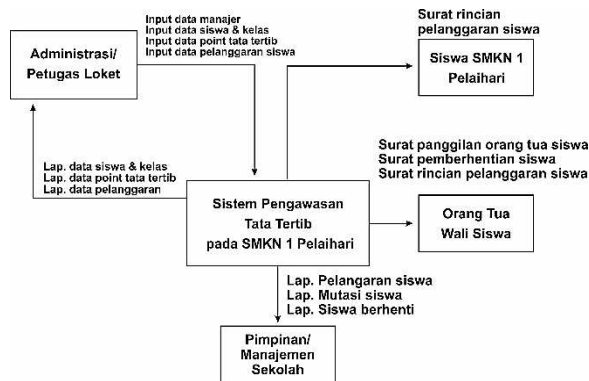 Input data manajer
Input data siswa & kelas
Input data point tata tertib
Input data pelanggaran siswa
Administrasi/
Petugas Loket
Surat rincian
pelanggaran siswa
Siswa SMKN 1
Pelaihari
Lap. data siswa & kelas
Lap. data point tata tertib
Lap. data pelanggaran
Surat panggilan orang tua siswa
Surat pemberhentian siswa
Surat rincian pelanggaran siswa
Sistem Pengawasan
Tata Tertib
pada SMKN 1 Pelaihari
Orang Tua
Wali Siswa
Lap. Pelangaran siswa
Lap. Mutasi siswa
Lap. Siswa berhenti
Pimpinan/
Manajemen
Sekolah